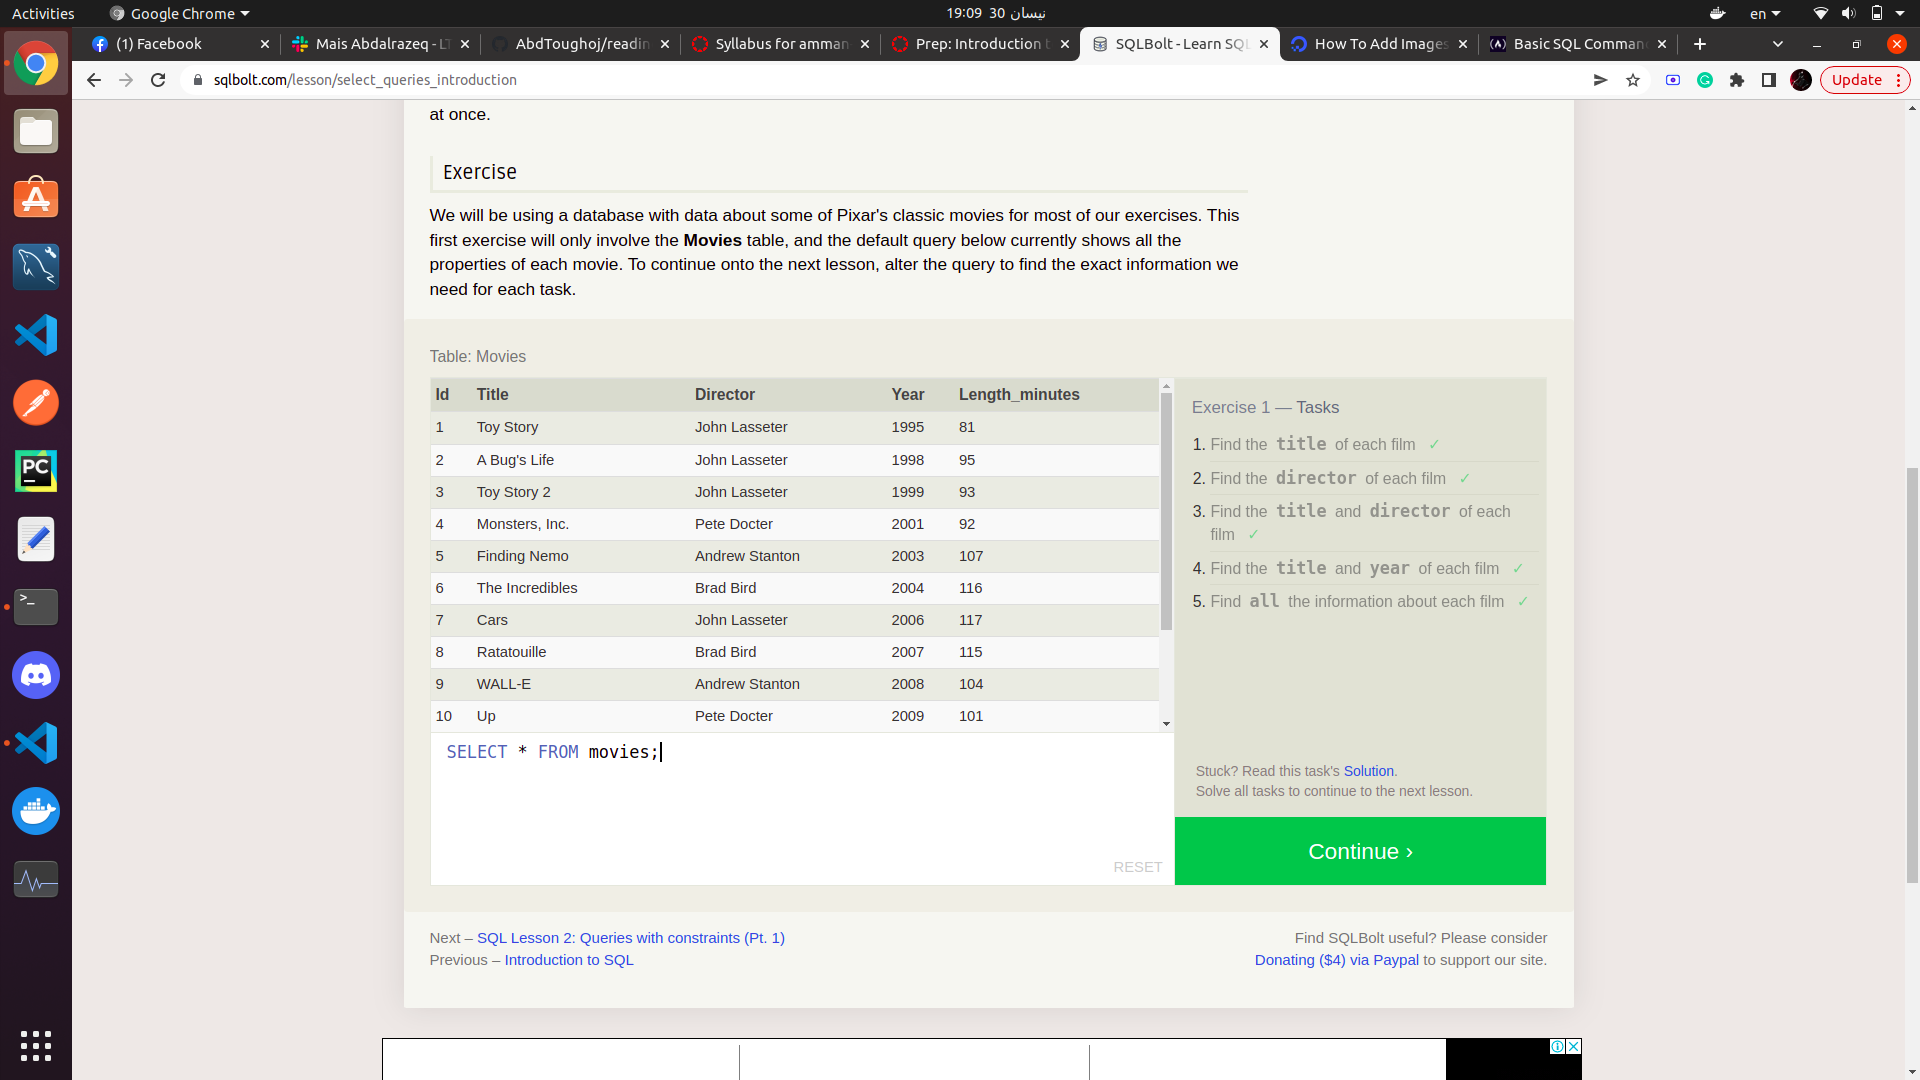 Activities
Google Chrome
19:09 30 نيسان
en
(1) Facebook
Mais Abdalrazeq - LT
AbdToughoj/readin
Syllabus for amman
Prep: Introduction t
SQLBolt - Learn SQL
How To Add Images
Basic SQL Comman
sqlbolt.com/lesson/select_queries_introduction
Update
at once.
Exercise
We will be using a database with data about some of Pixar's classic movies for most of our exercises. This
first exercise will only involve the Movies table, and the default query below currently shows all the
properties of each movie. To continue onto the next lesson, alter the query to find the exact information we
need for each task.
Table: Movies
Id Title Director Year Length_minutes
1 Toy Story John Lasseter 1995 81
2 A Bug's Life John Lasseter 1998 95
3 Toy Story 2 John Lasseter 1999 93
4 Monsters, Inc. Pete Docter 2001 92
5 Finding Nemo Andrew Stanton 2003 107
6 The Incredibles Brad Bird 2004 116
7 Cars John Lasseter 2006 117
8 Ratatouille Brad Bird 2007 115
9 WALL-E Andrew Stanton 2008 104
10 Up Pete Docter 2009 101
SELECT * FROM movies;
RESET
Exercise 1 — Tasks
1. Find the title of each film ✓
2. Find the director of each film ✓
3. Find the title and director of each
film ✓
4. Find the title and year of each film ✓
5. Find all the information about each film ✓
Stuck? Read this task's Solution.
Solve all tasks to continue to the next lesson.
Continue ›
Next – SQL Lesson 2: Queries with constraints (Pt. 1)
Previous – Introduction to SQL
Find SQLBolt useful? Please consider
Donating ($4) via Paypal to support our site.
PC